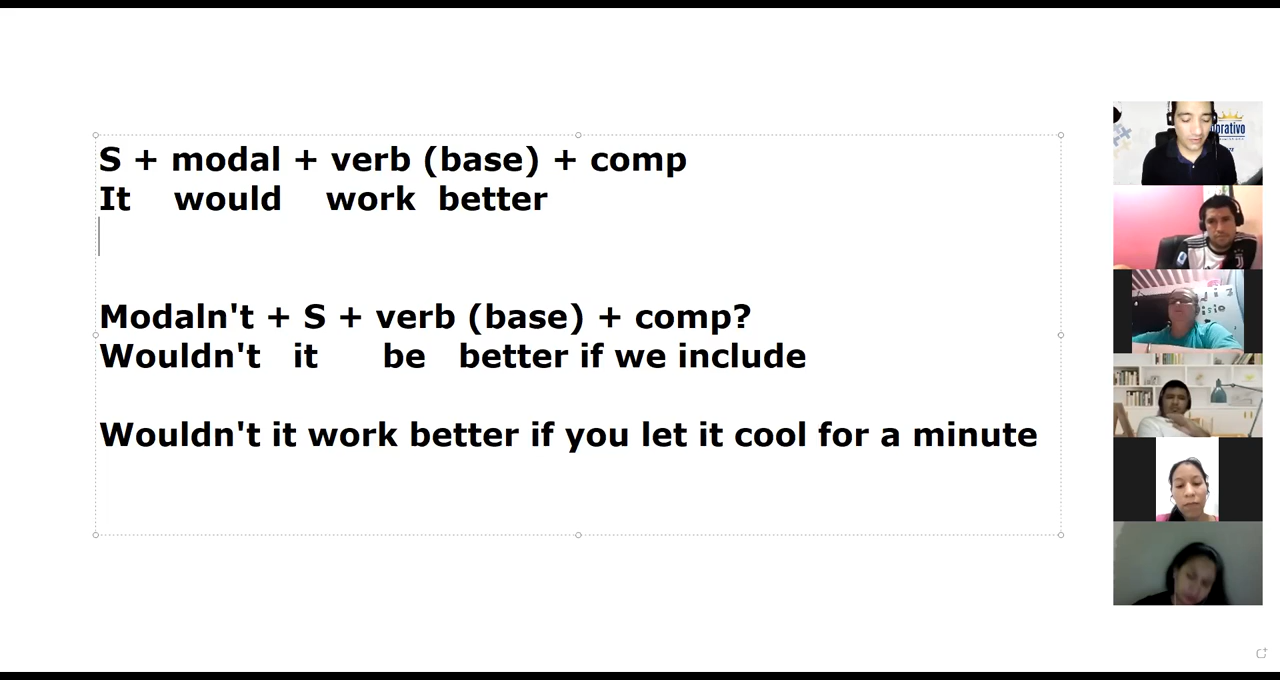 S + modal + verb (base) + comp
It would work better
Modaln't + S + verb (base) + comp?
Wouldn't it be better if we include
Wouldn't it work better if you let it cool for a minute
orativo